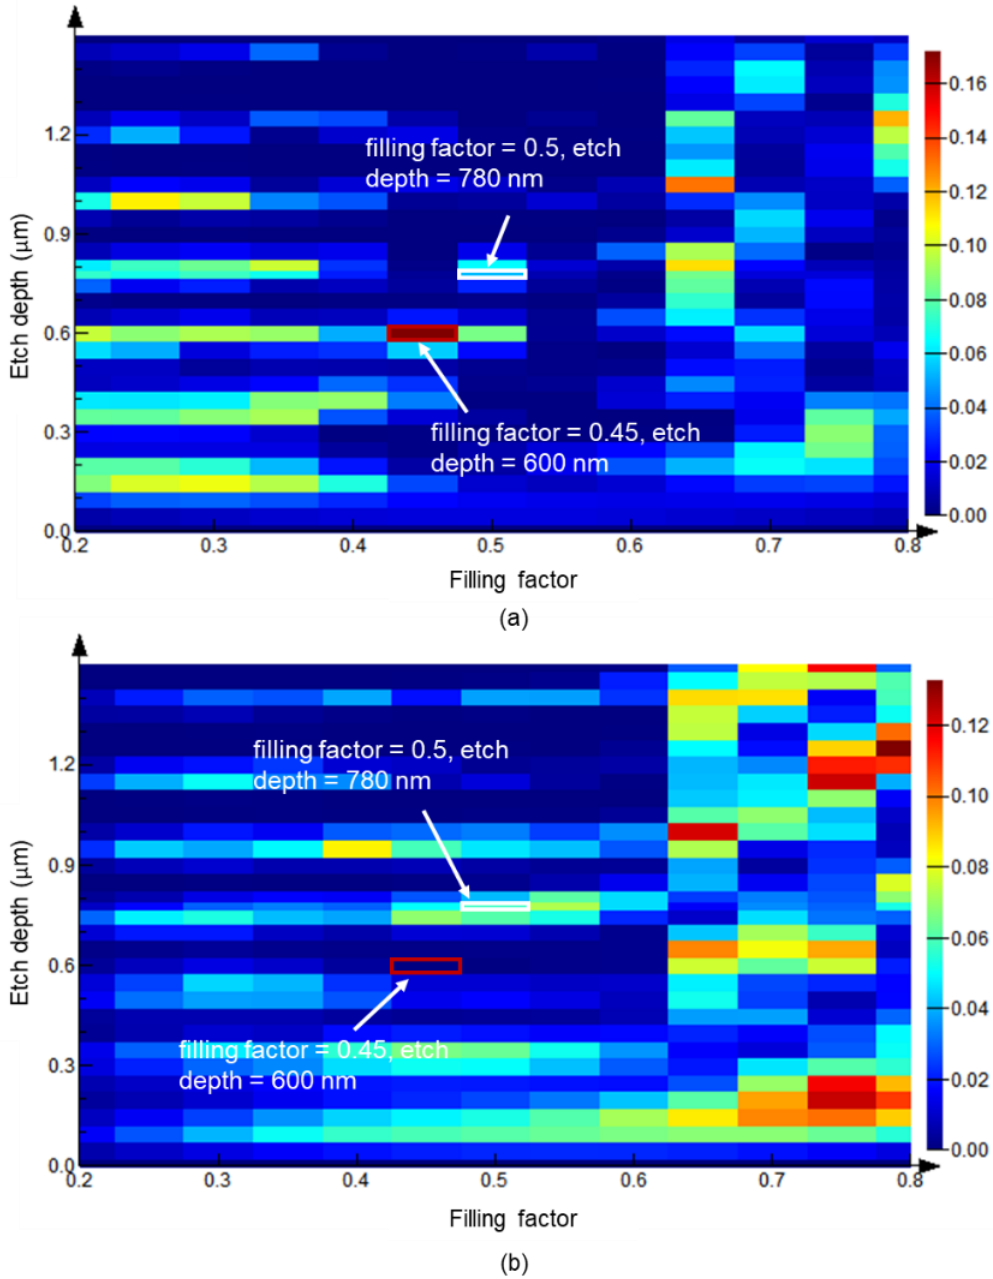 1.2
0.9
0.6
0.3
0.0
Etch depth (μm)
filling factor = 0.5, etch
depth = 780 nm
filling factor = 0.45, etch
depth = 600 nm
0.2
0.3
0.4
0.5
0.6
0.7
0.8
Filling factor
0.16
0.14
0.12
0.10
0.08
0.06
0.04
0.02
0.00
(a)
1.2
0.9
0.6
0.3
0.0
Etch depth (μm)
filling factor = 0.5, etch
depth = 780 nm
filling factor = 0.45, etch
depth = 600 nm
0.2
0.3
0.4
0.5
0.6
0.7
0.8
Filling factor
0.12
0.10
0.08
0.06
0.04
0.02
0.00
(b)